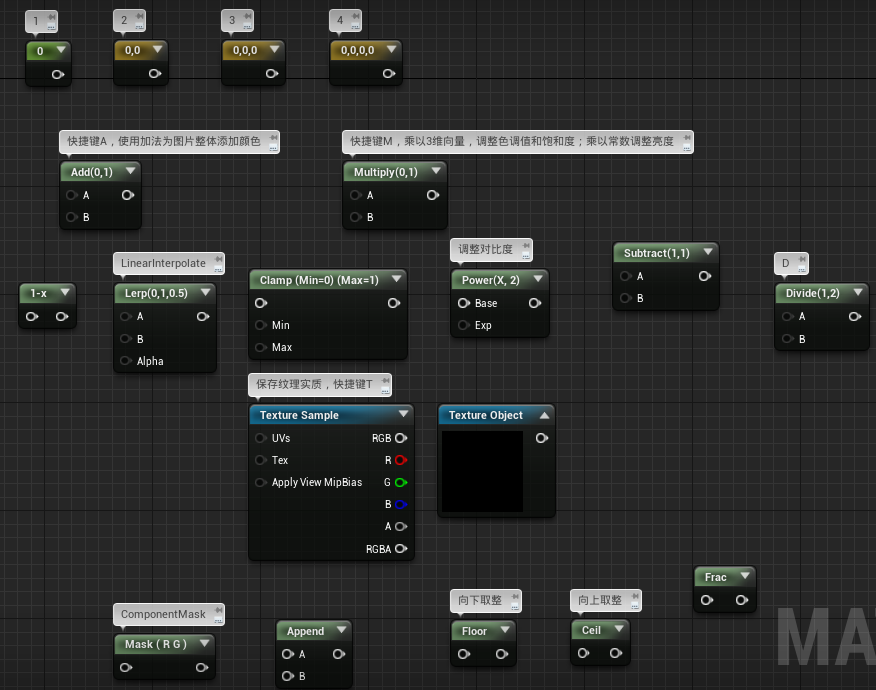 1
2
3
4
0
0,0
0,0,0
0,0,0,0
快捷键A，使用加法为图片整体添加颜色
快捷键M，乘以3维向量，调整色调值和饱和度；乘以常数调整亮度
Add(0,1)
A
B
Multiply(0,1)
A
B
LinearInterpolate
调整对比度
Subtract(1,1)
A
B
D
1-x
Lerp(0,1,0.5)
A
B
Alpha
Clamp (Min=0) (Max=1)
Min
Max
Power(X, 2)
Base
Exp
Divide(1,2)
A
B
保存纹理实质，快捷键T
Texture Sample
UVs
RGB
Tex
R
Apply View MipBias
G
B
A
RGBA
Texture Object
Frac
ComponentMask
Mask ( R G )
Append
A
B
向下取整
Floor
向上取整
Ceil
MA